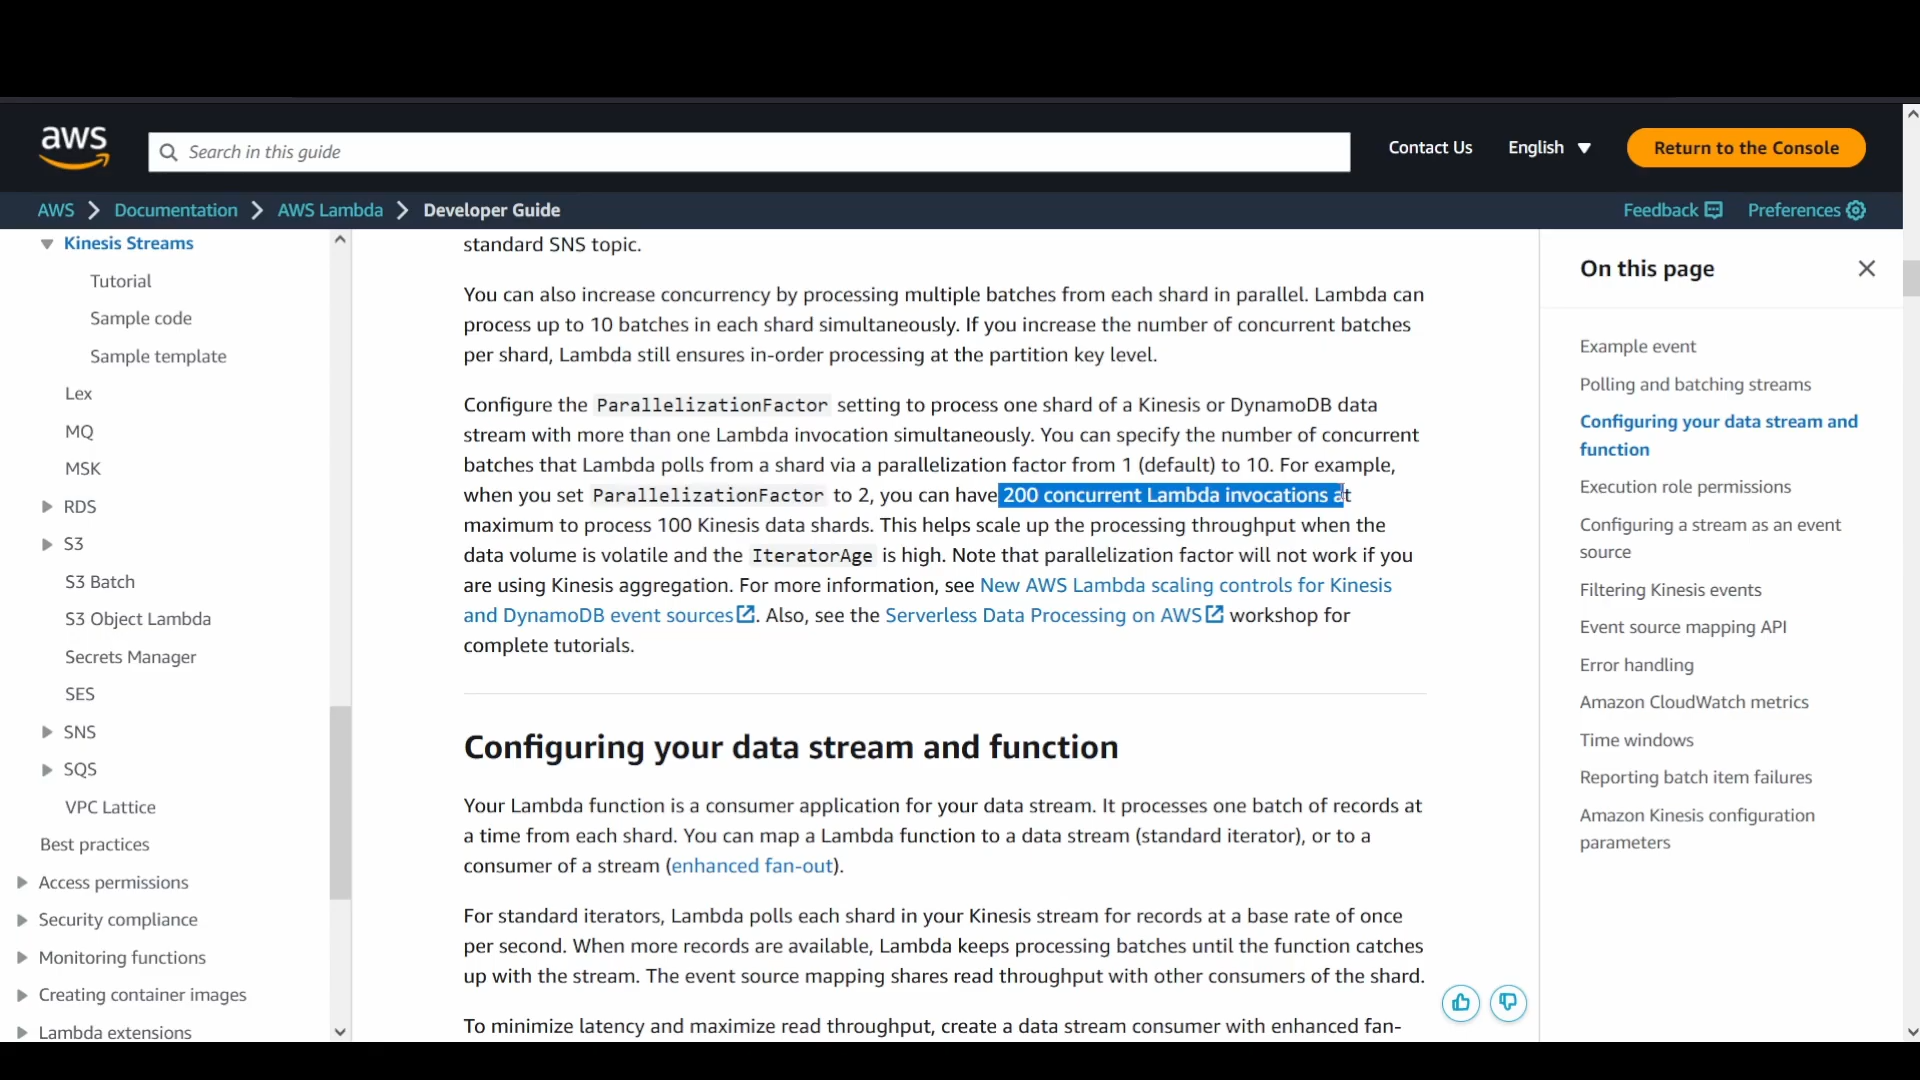 aws
Search in this guide
Contact Us
English
Return to the Console
AWS
Documentation
AWS Lambda
Developer Guide
Feedback
Preferences
Kinesis Streams
Tutorial
Sample code
Sample template
Lex
MQ
MSK
RDS
S3
S3 Batch
S3 Object Lambda
Secrets Manager
SES
SNS
SQS
VPC Lattice
Best practices
Access permissions
Security compliance
Monitoring functions
Creating container images
Lambda extensions
standard SNS topic.
You can also increase concurrency by processing multiple batches from each shard in parallel. Lambda can
process up to 10 batches in each shard simultaneously. If you increase the number of concurrent batches
per shard, Lambda still ensures in-order processing at the partition key level.
Configure the ParallelizationFactor setting to process one shard of a Kinesis or DynamoDB data
stream with more than one Lambda invocation simultaneously. You can specify the number of concurrent
batches that Lambda polls from a shard via a parallelization factor from 1 (default) to 10. For example,
when you set ParallelizationFactor to 2, you can have 200 concurrent Lambda invocations at
maximum to process 100 Kinesis data shards. This helps scale up the processing throughput when the
data volume is volatile and the IteratorAge is high. Note that parallelization factor will not work if you
are using Kinesis aggregation. For more information, see New AWS Lambda scaling controls for Kinesis
and DynamoDB event sources. Also, see the Serverless Data Processing on AWS workshop for
complete tutorials.
Configuring your data stream and function
Your Lambda function is a consumer application for your data stream. It processes one batch of records at
a time from each shard. You can map a Lambda function to a data stream (standard iterator), or to a
consumer of a stream (enhanced fan-out).
For standard iterators, Lambda polls each shard in your Kinesis stream for records at a base rate of once
per second. When more records are available, Lambda keeps processing batches until the function catches
up with the stream. The event source mapping shares read throughput with other consumers of the shard.
To minimize latency and maximize read throughput, create a data stream consumer with enhanced fan-
On this page
Example event
Polling and batching streams
Configuring your data stream and
function
Execution role permissions
Configuring a stream as an event
source
Filtering Kinesis events
Event source mapping API
Error handling
Amazon CloudWatch metrics
Time windows
Reporting batch item failures
Amazon Kinesis configuration
parameters